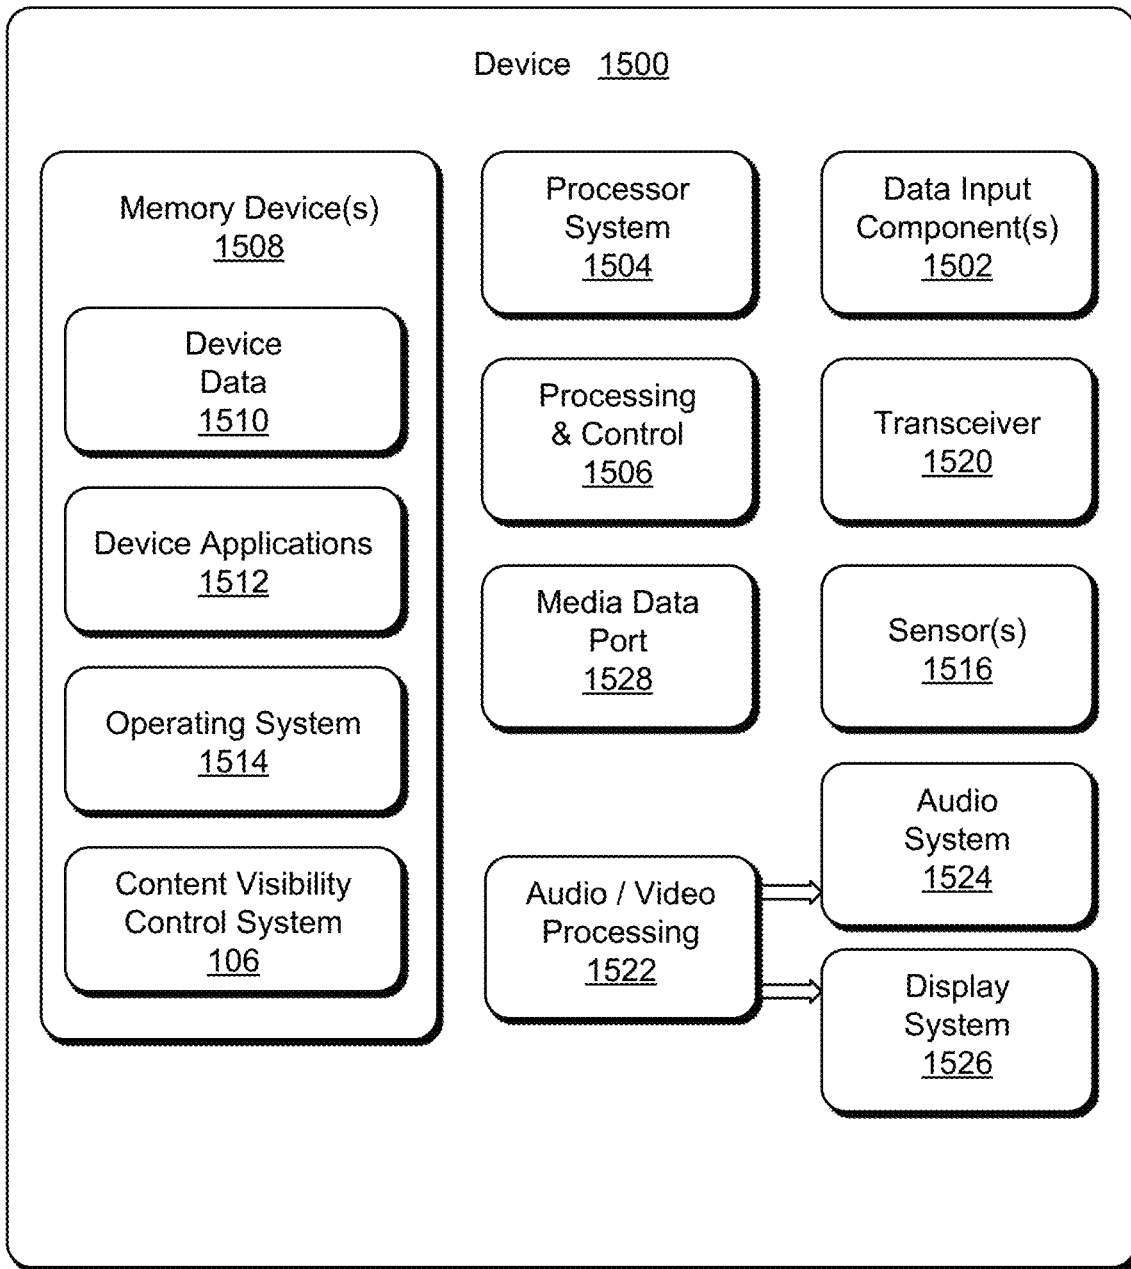 Device 1500
Memory Device(s)
1508
Device
Data
1510
Device Applications
1512
Operating System
1514
Content Visibility
Control System
106
Processor
System
1504
Processing
& Control
1506
Media Data
Port
1528
Audio / Video
Processing
1522
Data Input
Component(s)
1502
Transceiver
1520
Sensor(s)
1516
Audio
System
1524
Display
System
1526